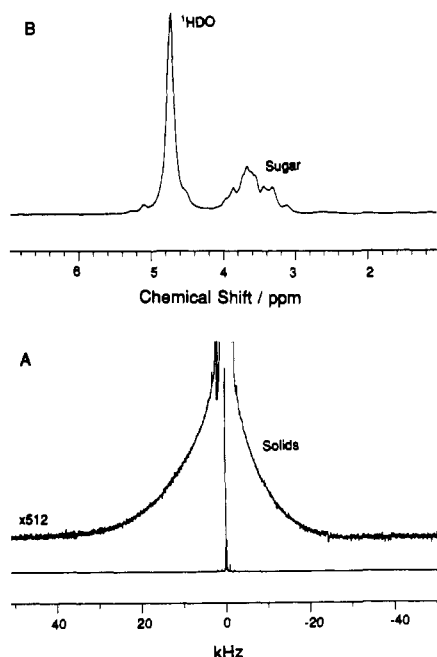 B
¹HDO
Sugar
6 5 4 3 2
Chemical Shift / ppm
A
Solids
x512
40 20 0 -20 -40
kHz